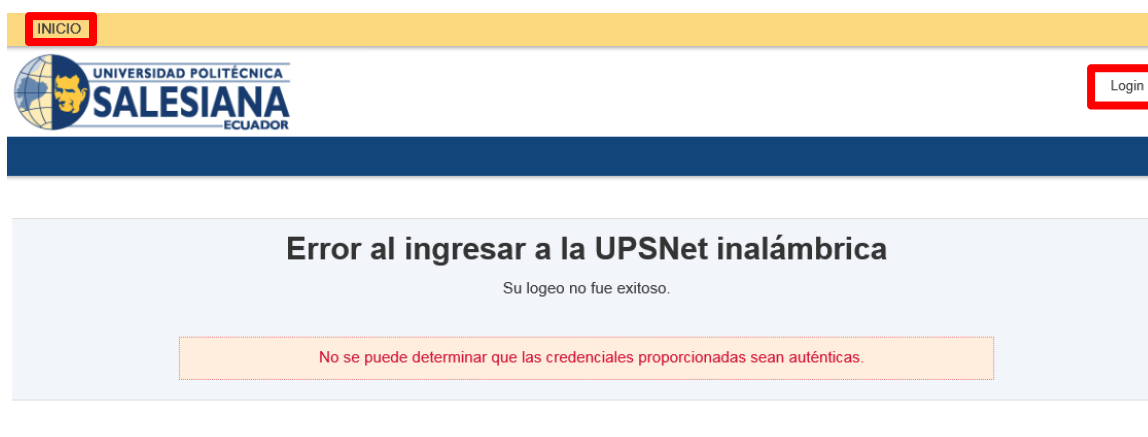 INICIO
UNIVERSIDAD POLITÉCNICA
SALESIANA
ECUADOR
Login
Error al ingresar a la UPSNet inalámbrica
Su logeo no fue exitoso.
No se puede determinar que las credenciales proporcionadas sean auténticas.